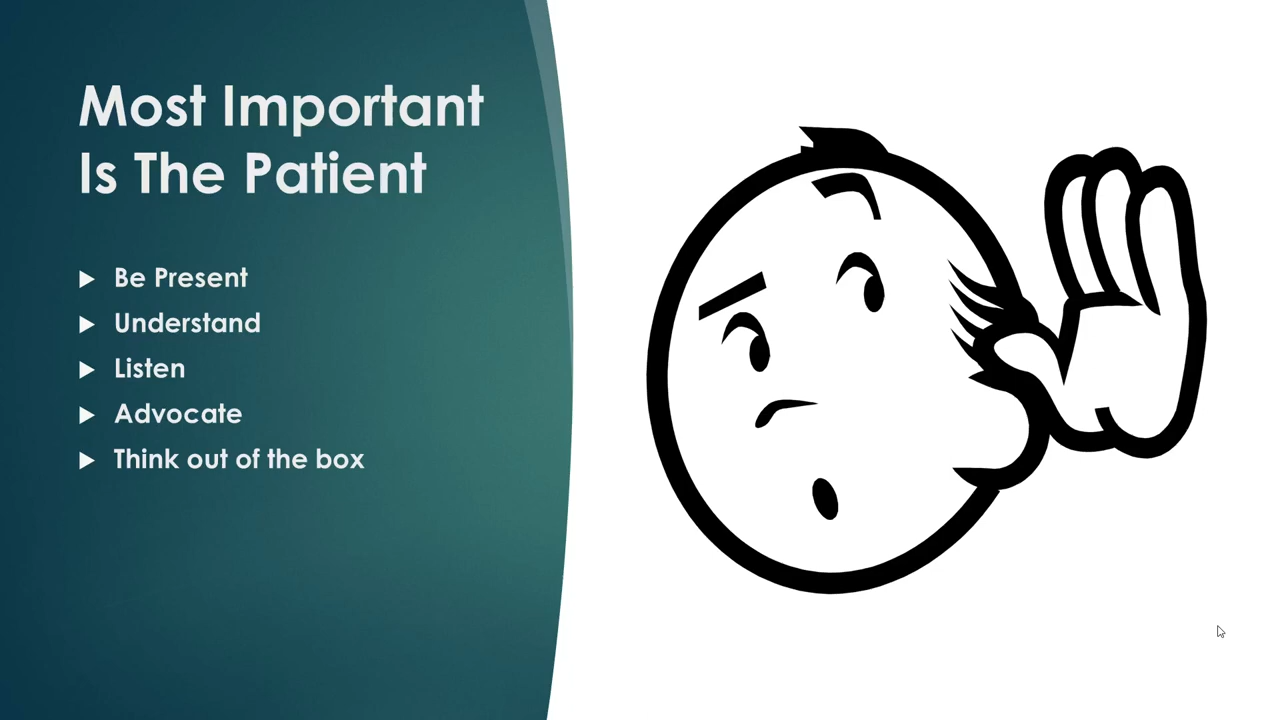 Most Important
Is The Patient
Be Present
Understand
Listen
Advocate
Think out of the box